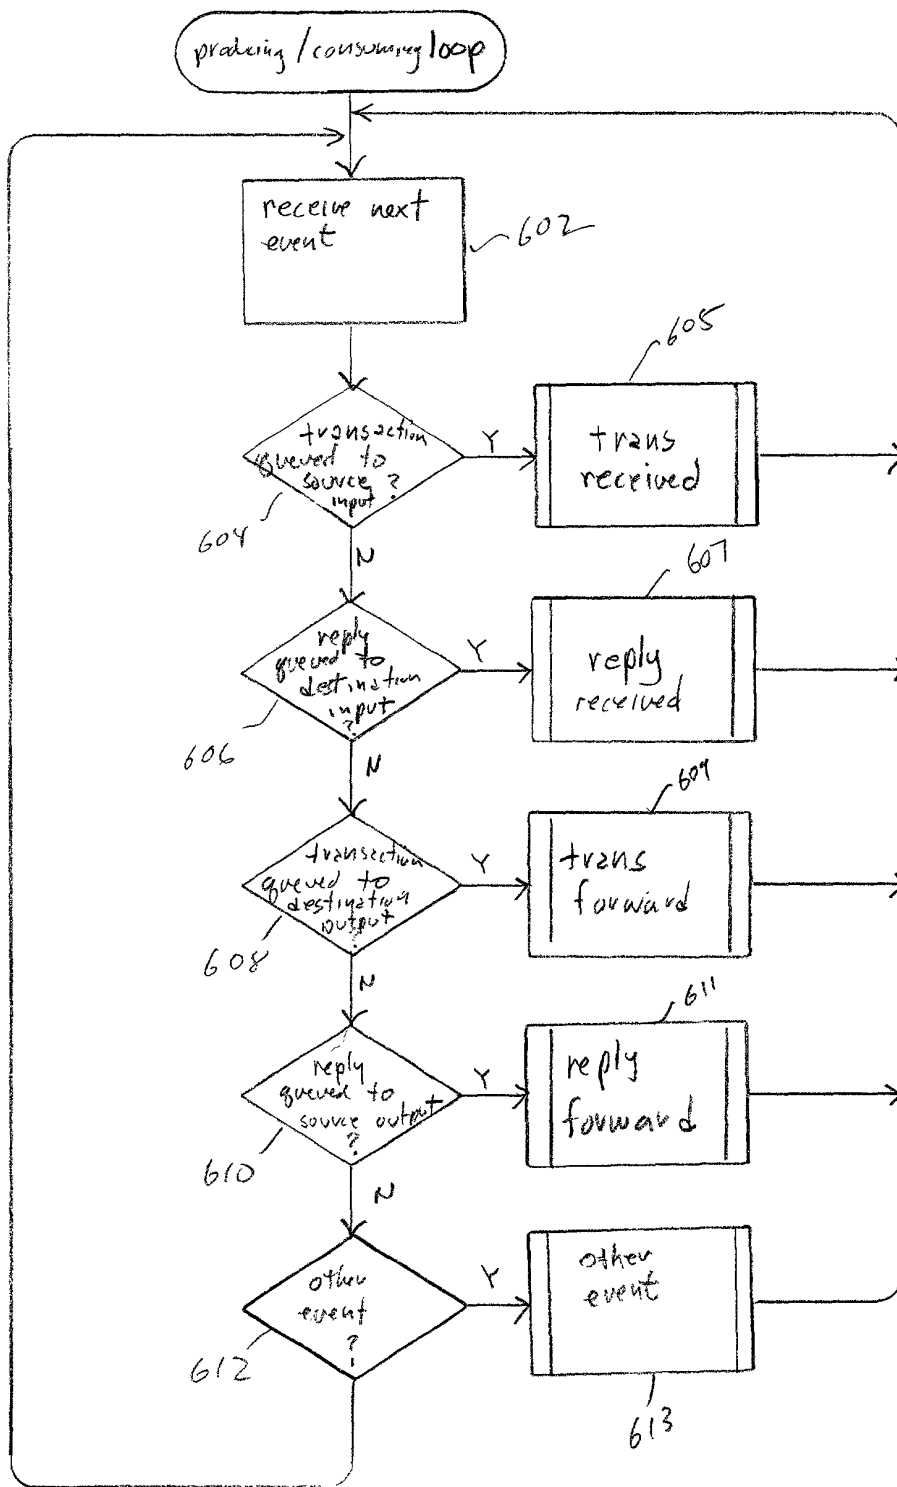 producing/consuming loop
receive next
event
602
605
transaction
queued to
source
input ?
Y
trans
received
604
N
607
reply
queued to
destination
input
?
Y
reply
received
606
N
609
transaction
queued to
destination
output
?
Y
trans
forward
608
N
611
reply
queued to
source output
?
Y
reply
forward
610
N
other
event
?
Y
other
event
612
613